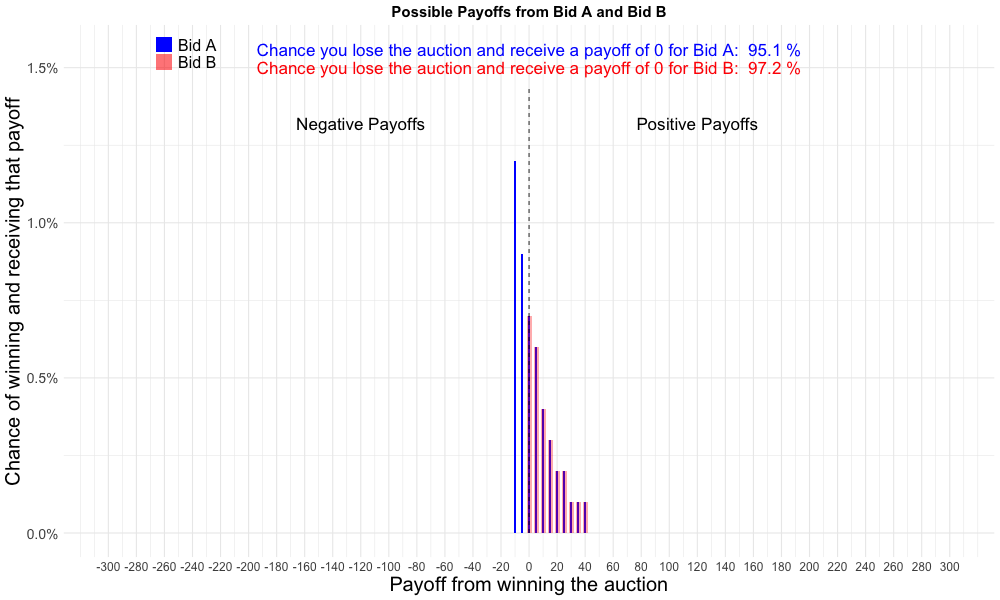 Possible Payoffs from Bid A and Bid B
Bid A
Bid B
Chance you lose the auction and receive a payoff of 0 for Bid A:  95.1 %
Chance you lose the auction and receive a payoff of 0 for Bid B:  97.2 %
Negative Payoffs
Positive Payoffs
Chance of winning and receiving that payoff
1.5%
1.0%
0.5%
0.0%
-300 -280 -260 -240 -220 -200 -180 -160 -140 -120 -100 -80 -60 -40 -20 0 20 40 60 80 100 120 140 160 180 200 220 240 260 280 300
Payoff from winning the auction